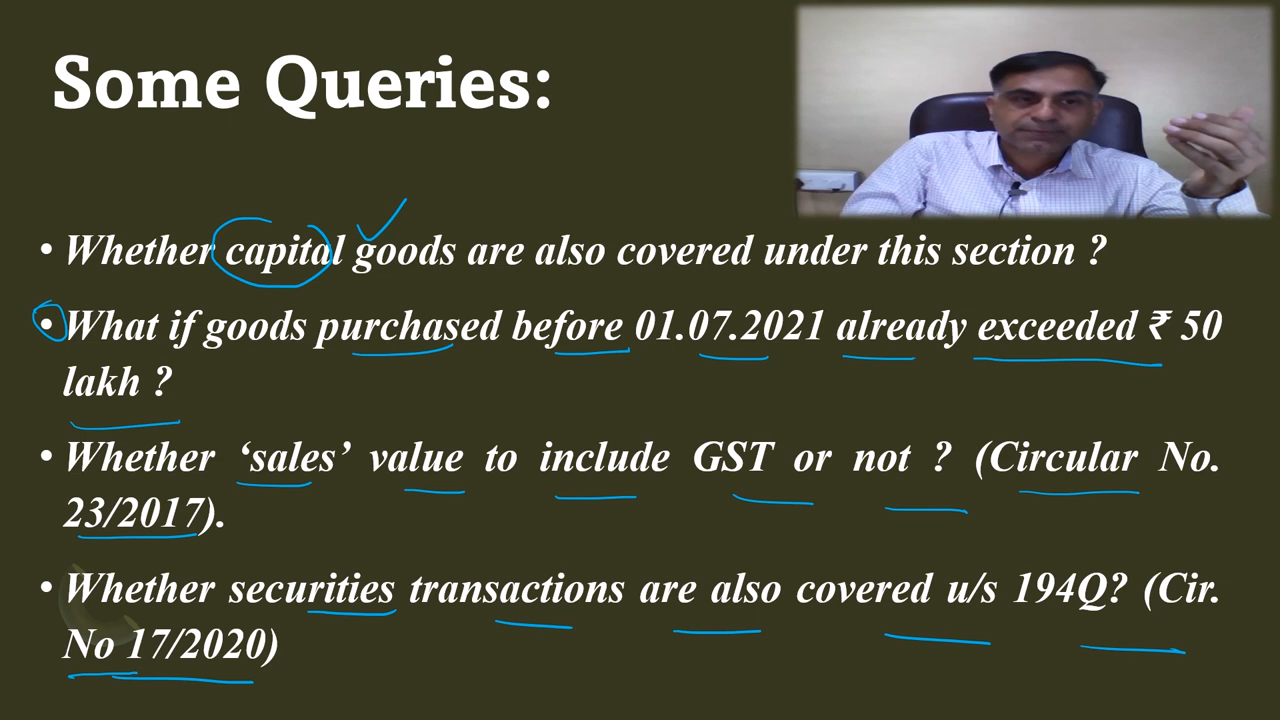 Some Queries:
• Whether capital goods are also covered under this section ?
• What if goods purchased before 01.07.2021 already exceeded ₹ 50
lakh ?
• Whether ‘sales’ value to include GST or not ? (Circular No.
23/2017).
• Whether securities transactions are also covered u/s 194Q? (Cir.
No 17/2020)